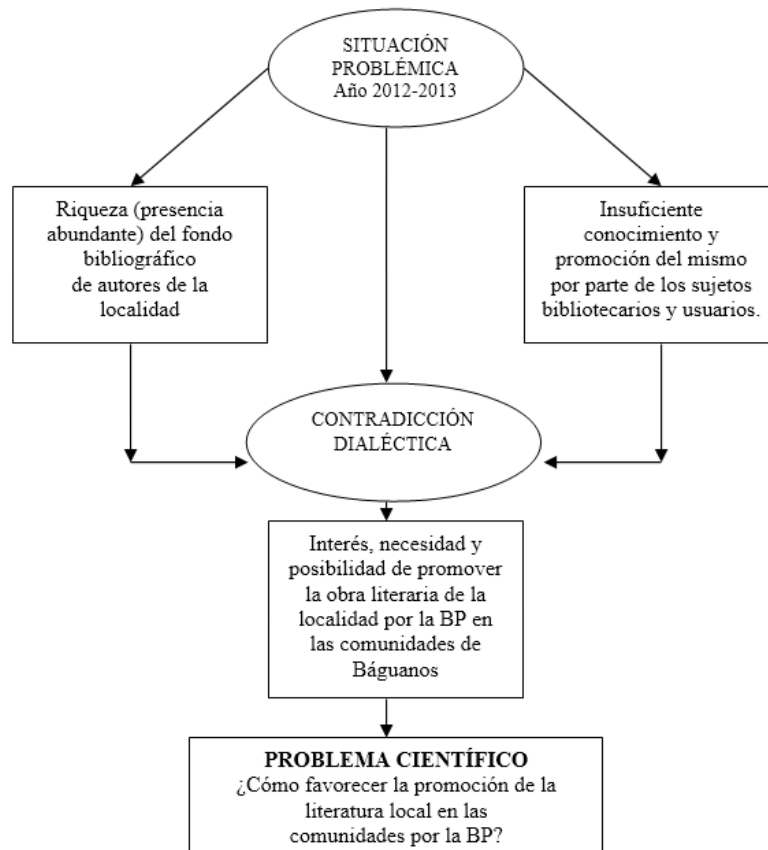 SITUACIÓN
PROBLÉMICA
Año 2012-2013
Riqueza (presencia
abundante) del fondo
bibliográfico
de autores de la
localidad
Insuficiente
conocimiento y
promoción del mismo
por parte de los sujetos
bibliotecarios y usuarios.
CONTRADICCIÓN
DIALÉCTICA
Interés, necesidad y
posibilidad de promover
la obra literaria de la
localidad por la BP en
las comunidades de
Báguanos
PROBLEMA CIENTÍFICO
¿Cómo favorecer la promoción de la
literatura local en las
comunidades por la BP?